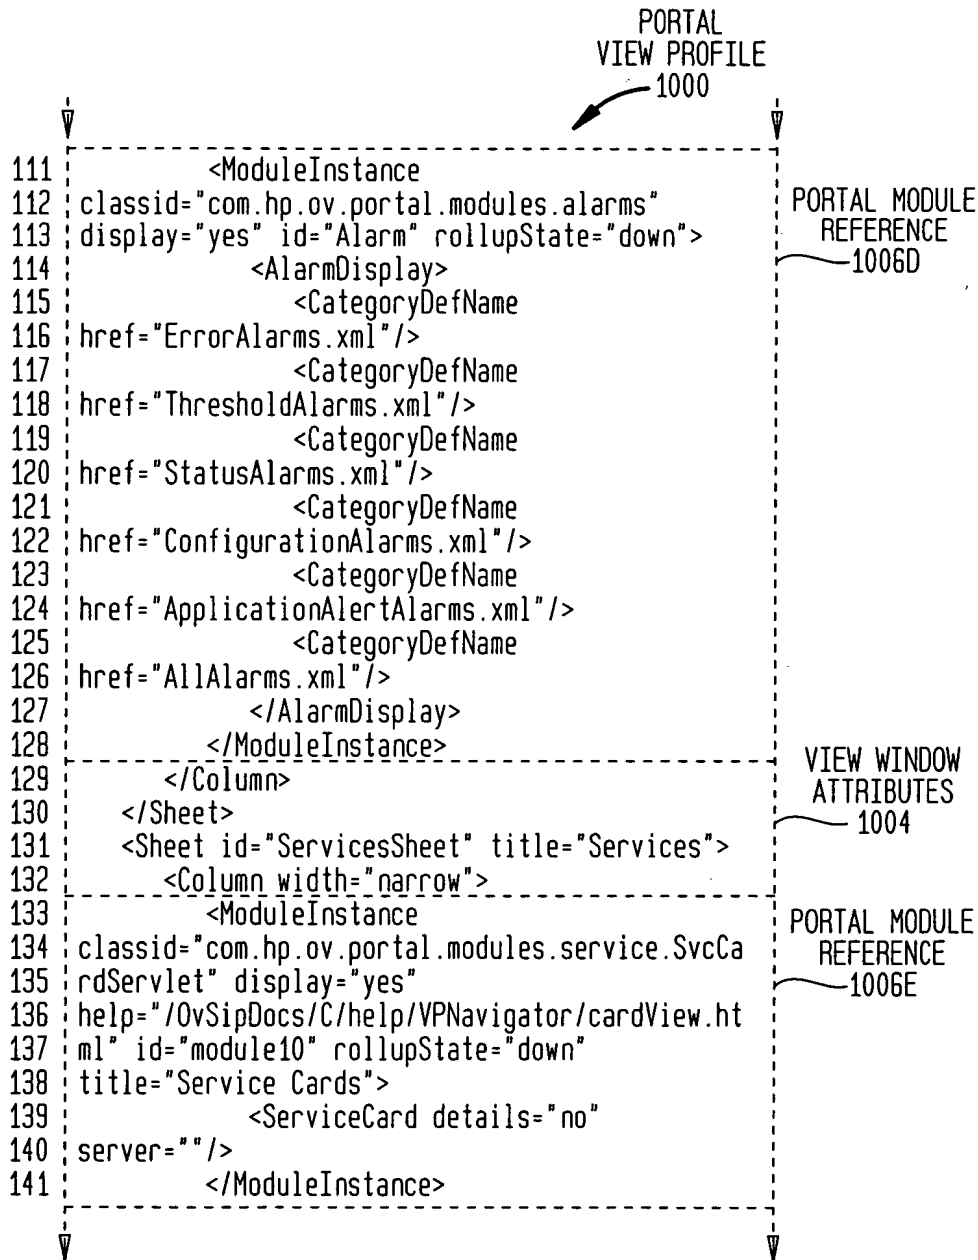 PORTAL
VIEW PROFILE
1000
111 <ModuleInstance
112 classid="com.hp.ov.portal.modules.alarms"
113 display="yes" id="Alarm" rollupState="down">
114 <AlarmDisplay>
115 <CategoryDefName
116 href="ErrorAlarms.xml"/>
117 <CategoryDefName
118 href="ThresholdAlarms.xml"/>
119 <CategoryDefName
120 href="StatusAlarms.xml"/>
121 <CategoryDefName
122 href="ConfigurationAlarms.xml"/>
123 <CategoryDefName
124 href="ApplicationAlertAlarms.xml"/>
125 <CategoryDefName
126 href="AllAlarms.xml"/>
127 </AlarmDisplay>
128 </ModuleInstance>
PORTAL MODULE
REFERENCE
1006D
129 </Column>
130 </Sheet>
131 <Sheet id="ServicesSheet" title="Services">
132 <Column width="narrow">
VIEW WINDOW
ATTRIBUTES
1004
133 <ModuleInstance
134 classid="com.hp.ov.portal.modules.service.SvcCa
135 rdServlet" display="yes"
136 help="/OvSipDocs/C/help/VPNavigator/cardView.ht
137 ml" id="module10" rollupState="down"
138 title="Service Cards">
139 <ServiceCard details="no"
140 server=""/>
141 </ModuleInstance>
PORTAL MODULE
REFERENCE
1006E